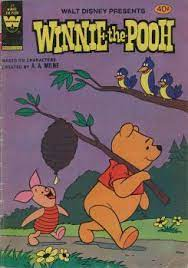 WALT DISNEY PRESENTS
40¢
WINNIE-the-POOH
BASED ON CHARACTERS
CREATED BY A. A. MILNE